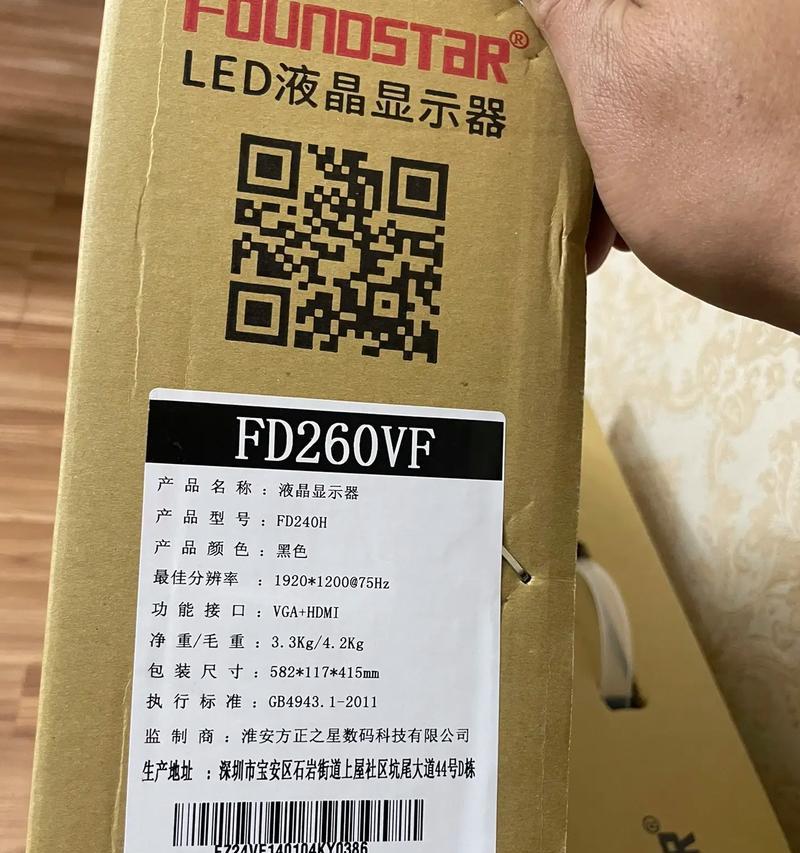 FOUNDSTAR®
LED液晶显示器
FD260VF
产品名称：液晶显示器
产品型号：FD240H
产品颜色：黑色
最佳分辨率：1920*1200@75Hz
功能接口：VGA+HDMI
净重/毛重：3.3Kg/4.2Kg
包装尺寸：582*117*415mm
执行标准：GB4943.1-2011
监制商：淮安方正之星数码科技有限公司
生产地址：深圳市宝安区石岩街道上屋社区坑尾大道44号D栋